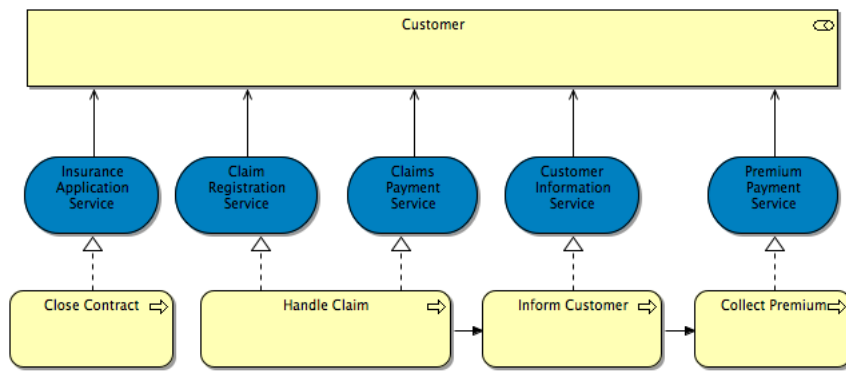 Customer
Insurance
Application
Service
Claim
Registration
Service
Claims
Payment
Service
Customer
Information
Service
Premium
Payment
Service
Close Contract
Handle Claim
Inform Customer
Collect Premium